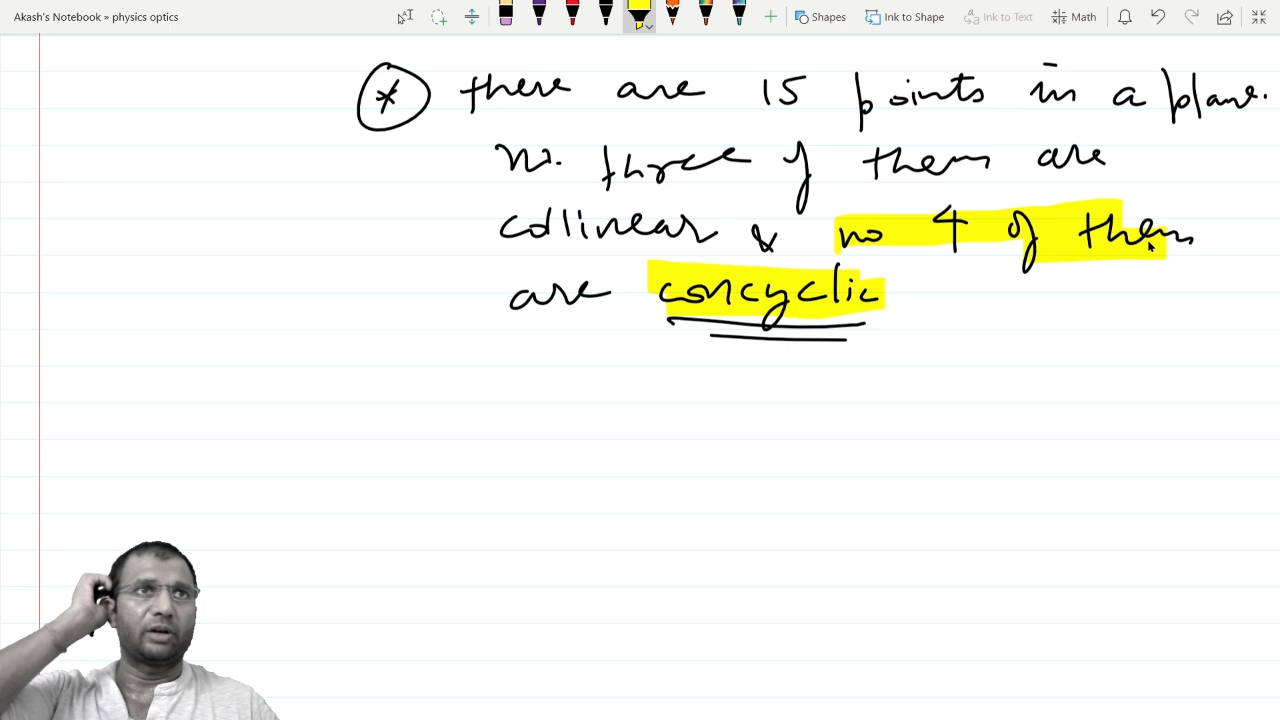 Akash's Notebook » physics optics
Shapes
Ink to Shape
Ink to Text
Math
there are 15 points in a plane.
no. three of them are
collinear & no 4 of them
are concyclic